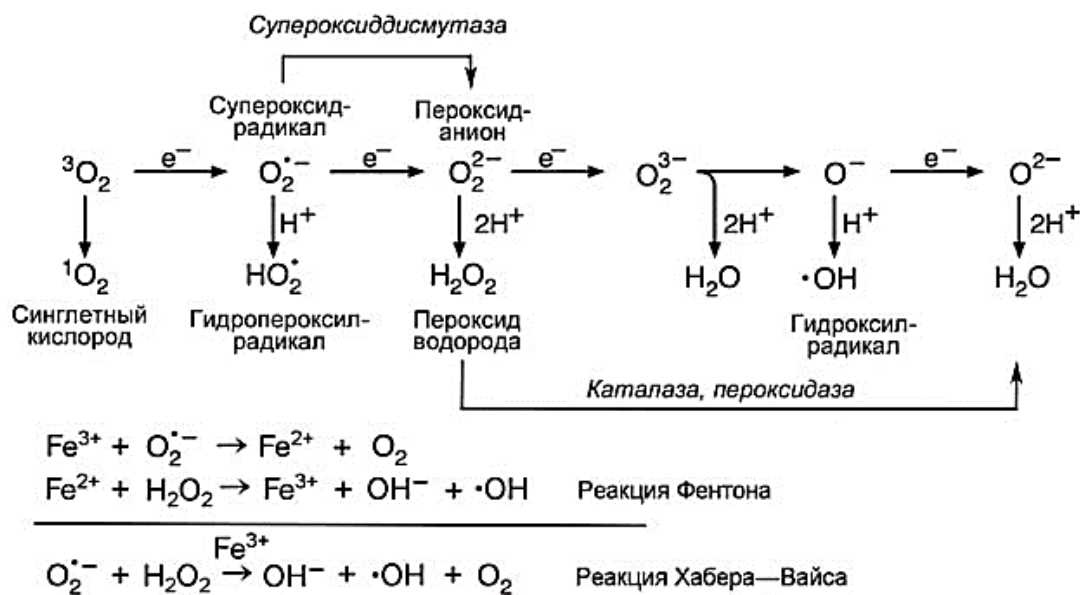 Супероксиддисмутаза
Супероксид-
радикал
Пероксид-
анион
³O₂ e⁻ O₂•⁻ e⁻ O₂²⁻ e⁻ O₂³⁻ O⁻ e⁻ O²⁻
H⁺ 2H⁺ 2H⁺ H⁺ 2H⁺
¹O₂ HO₂• H₂O₂ H₂O ·OH H₂O
Синглетный
кислород
Гидропероксил-
радикал
Пероксид
водорода
Гидроксил-
радикал
Каталаза, пероксидаза
Fe³⁺ + O₂•⁻ → Fe²⁺ + O₂
Fe²⁺ + H₂O₂ → Fe³⁺ + OH⁻ + ·OH Реакция Фентона
Fe³⁺
O₂•⁻ + H₂O₂ → OH⁻ + ·OH + O₂ Реакция Хабера—Вайса